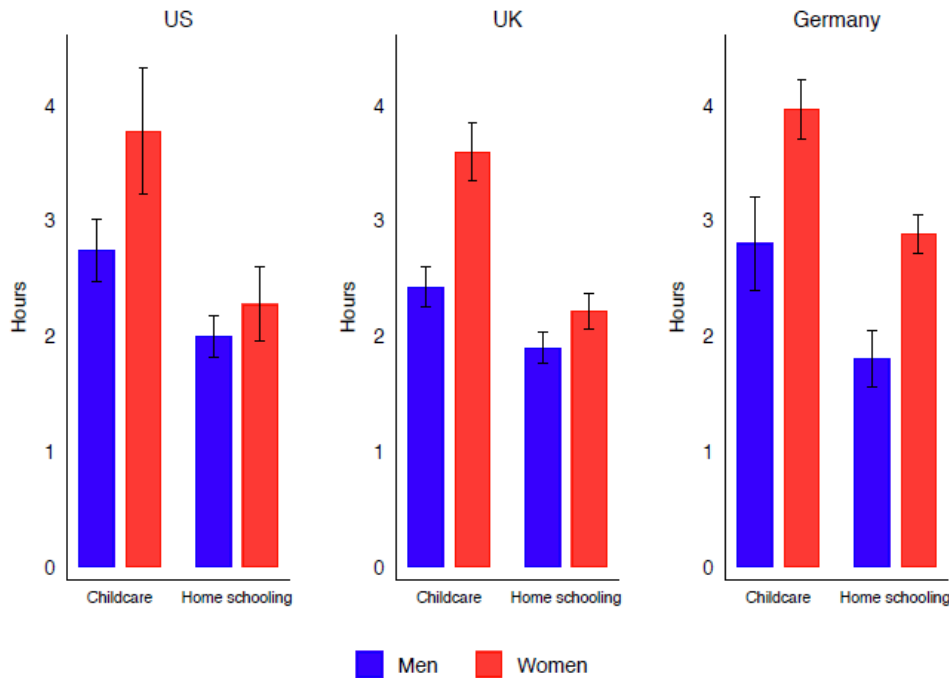 US
UK
Germany
Hours
4
3
2
1
0
Childcare
Home schooling
Hours
4
3
2
1
0
Childcare
Home schooling
Hours
4
3
2
1
0
Childcare
Home schooling
Men
Women